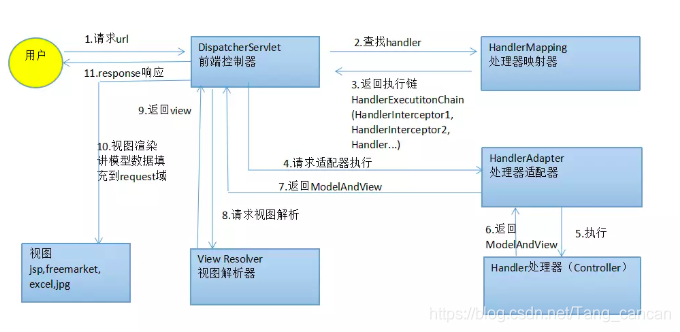 1.请求url
用户
DispatcherServlet
前端控制器
2.查找handler
HandlerMapping
处理器映射器
11.response响应
3.返回执行链
HandlerExecutitonChain
(HandlerInterceptor1,
HandlerInterceptor2,
Handler...)
9.返回view
10.视图渲染
讲模型数据填
充到request域
4.请求适配器执行
HandlerAdapter
处理器适配器
7.返回ModelAndView
8.请求视图解析
6.返回
ModelAndView
5.执行
视图
jsp,freemarket,
excel,jpg
View Resolver
视图解析器
Handler处理器（Controller）
https://blog.csdn.net/Tang_cancan